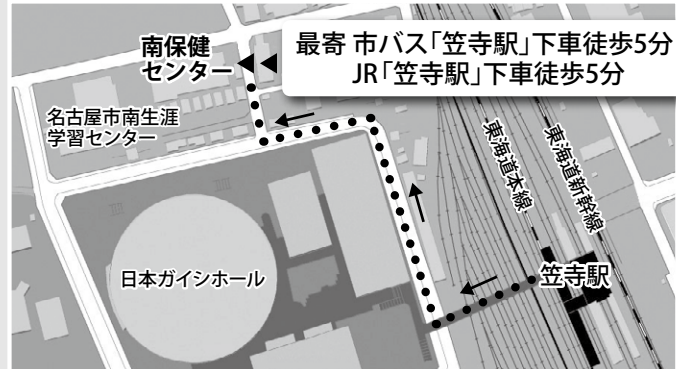 南保健
センター
最寄 市バス「笠寺駅」下車徒歩5分
JR「笠寺駅」下車徒歩5分
名古屋市南生涯
学習センター
東海道本線
東海道新幹線
日本ガイシホール
笠寺駅